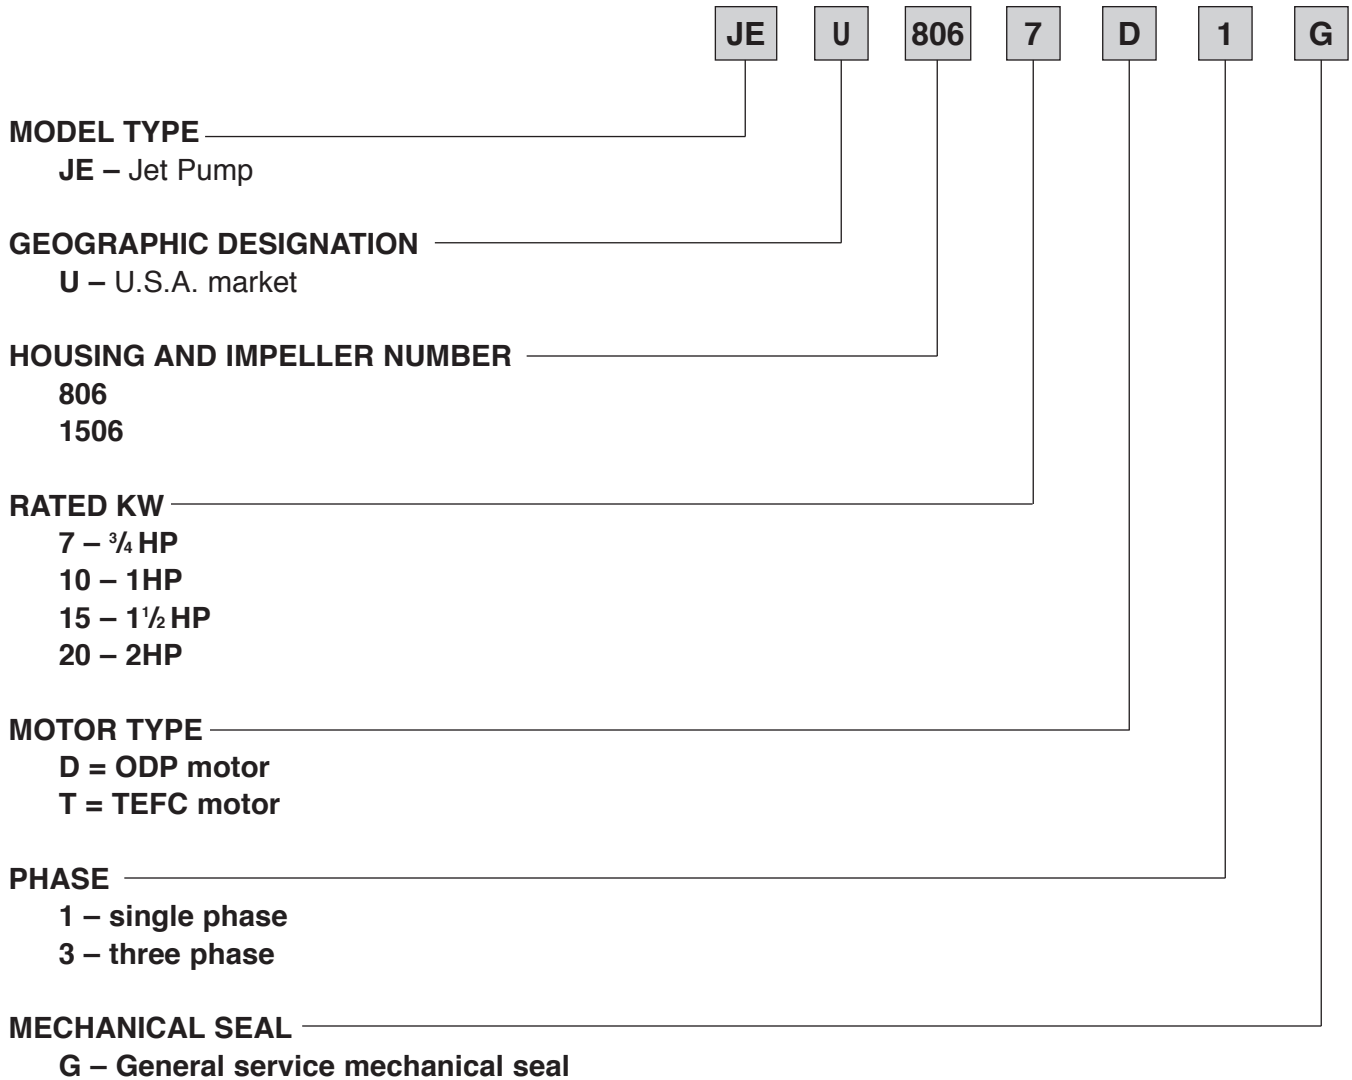 JE U 806 7 D 1 G
MODEL TYPE
JE – Jet Pump
GEOGRAPHIC DESIGNATION
U – U.S.A. market
HOUSING AND IMPELLER NUMBER
806
1506
RATED KW
7 – ¾ HP
10 – 1HP
15 – 1½ HP
20 – 2HP
MOTOR TYPE
D = ODP motor
T = TEFC motor
PHASE
1 – single phase
3 – three phase
MECHANICAL SEAL
G – General service mechanical seal